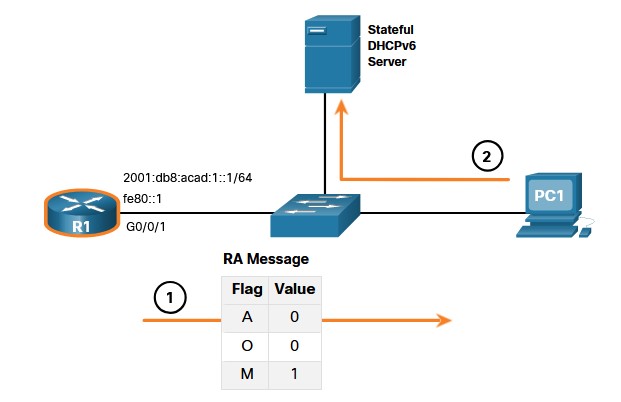 Stateful
DHCPv6
Server
2
2001:db8:acad:1::1/64
fe80::1
R1
G0/0/1
PC1
RA Message
1
Flag Value
A 0
O 0
M 1